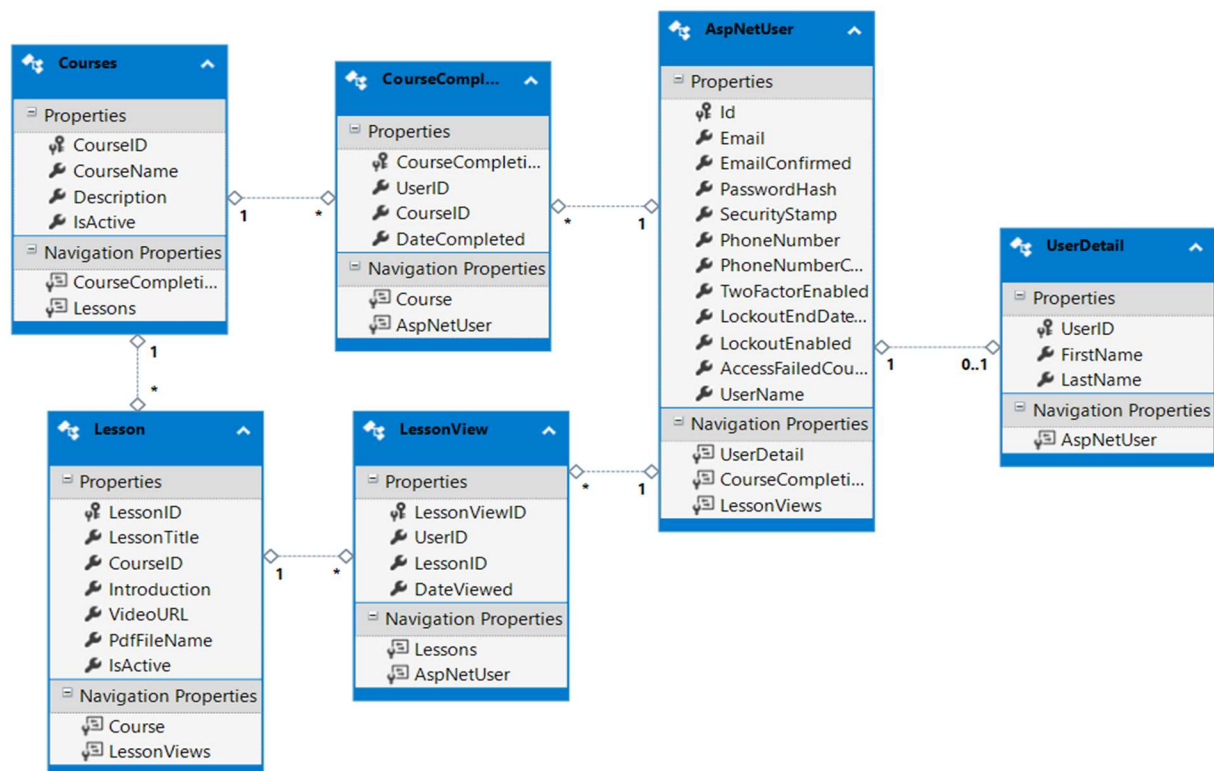 Courses
Properties
CourseID
CourseName
Description
IsActive
Navigation Properties
CourseCompleti...
Lessons
CourseCompl...
Properties
CourseCompleti...
UserID
CourseID
DateCompleted
Navigation Properties
Course
AspNetUser
AspNetUser
Properties
Id
Email
EmailConfirmed
PasswordHash
SecurityStamp
PhoneNumber
PhoneNumberC...
TwoFactorEnabled
LockoutEndDate...
LockoutEnabled
AccessFailedCou...
UserName
Navigation Properties
UserDetail
CourseCompleti...
LessonViews
UserDetail
Properties
UserID
FirstName
LastName
Navigation Properties
AspNetUser
Lesson
Properties
LessonID
LessonTitle
CourseID
Introduction
VideoURL
PdfFileName
IsActive
Navigation Properties
Course
LessonViews
LessonView
Properties
LessonViewID
UserID
LessonID
DateViewed
Navigation Properties
Lessons
AspNetUser
1
*
*
1
1
0..1
1
*
*
1
1
*